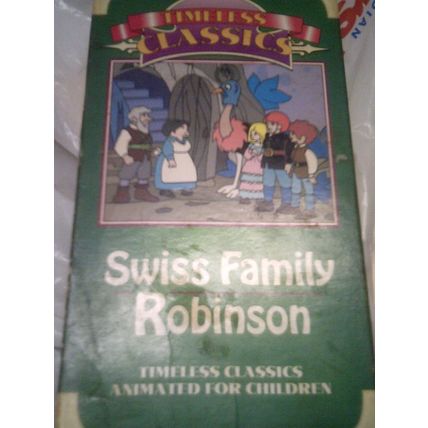 TIMELESS
CLASSICS
Swiss Family
Robinson
TIMELESS CLASSICS
ANIMATED FOR CHILDREN